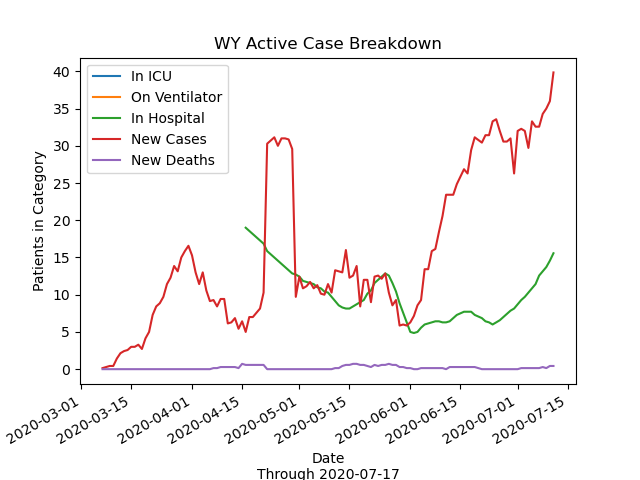 WY Active Case Breakdown
In ICU
On Ventilator
In Hospital
New Cases
New Deaths
Patients in Category
40
35
30
25
20
15
10
5
0
2020-03-01
2020-03-15
2020-04-01
2020-04-15
2020-05-01
2020-05-15
2020-06-01
2020-06-15
2020-07-01
2020-07-15
Date
Through 2020-07-17